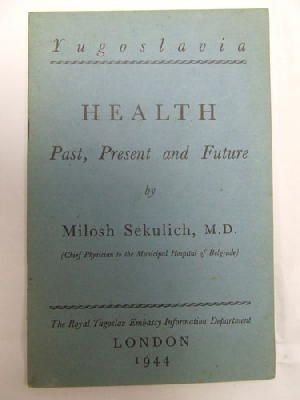 Yugoslavia
HEALTH
Past, Present and Future
by
Milosh Sekulich, M.D.
(Chief Physician to the Municipal Hospital of Belgrade)
The Royal Yugoslav Embassy Information Department
LONDON
1944